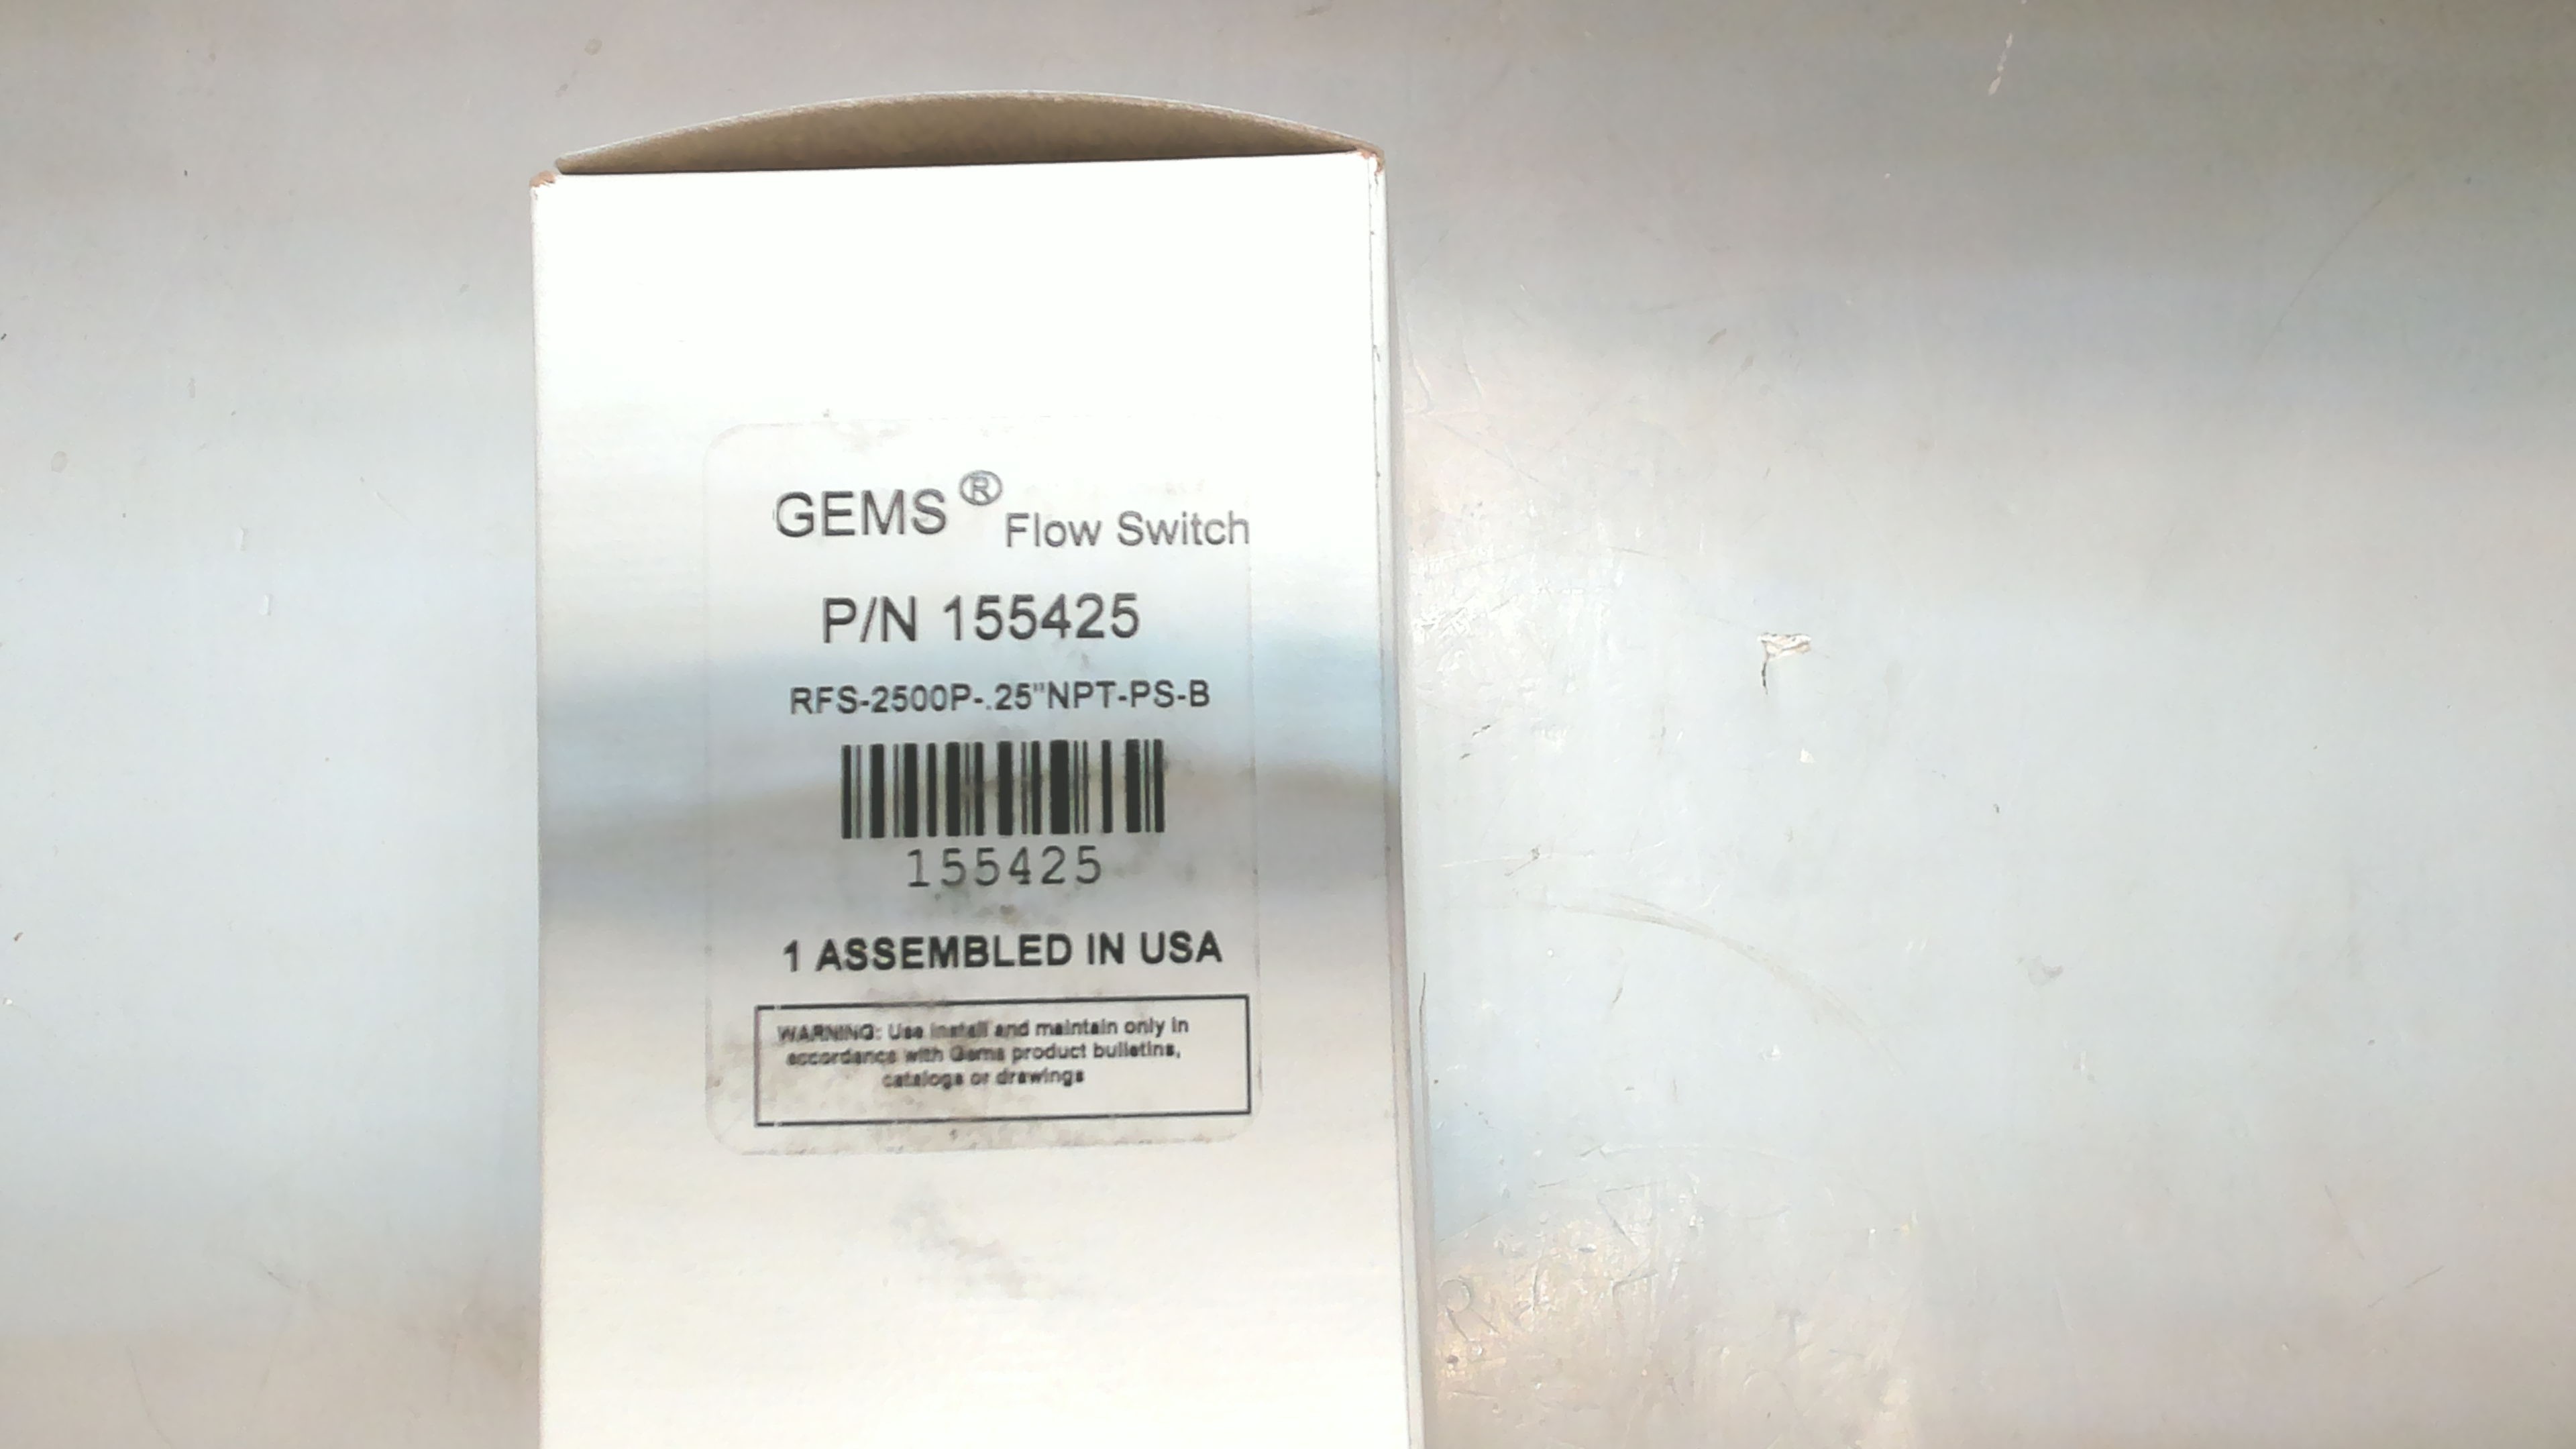 GEMS® Flow Switch
P/N 155425
RFS-2500P-.25"NPT-PS-B
155425
1 ASSEMBLED IN USA
WARNING: Use install and maintain only in
accordance with Gems product bulletins,
catalogs or drawings